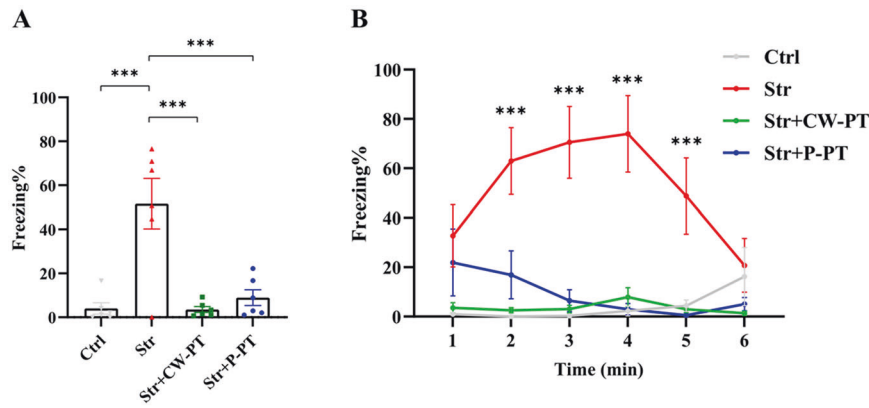 A
***
***
***
Freezing%
100
80
60
40
20
0
Ctrl
Str
Str+CW-PT
Str+P-PT
B
Ctrl
Str
Str+CW-PT
Str+P-PT
***
***
***
***
Freezing%
100
80
60
40
20
0
1 2 3 4 5 6
Time (min)